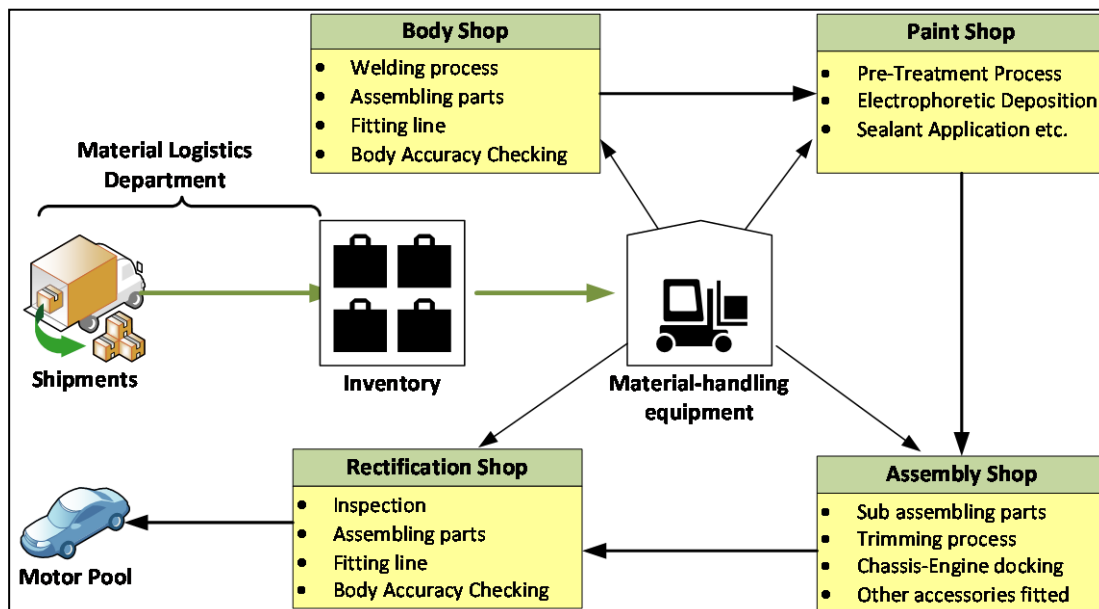 Body Shop
• Welding process
• Assembling parts
• Fitting line
• Body Accuracy Checking
Paint Shop
▪ Pre-Treatment Process
▪ Electrophoretic Deposition
▪ Sealant Application etc.
Material Logistics
Department
Shipments
Inventory
Material-handling
equipment
Rectification Shop
• Inspection
• Assembling parts
• Fitting line
▪ Body Accuracy Checking
Assembly Shop
▪ Sub assembling parts
▪ Trimming process
▪ Chassis-Engine docking
▪ Other accessories fitted
Motor Pool